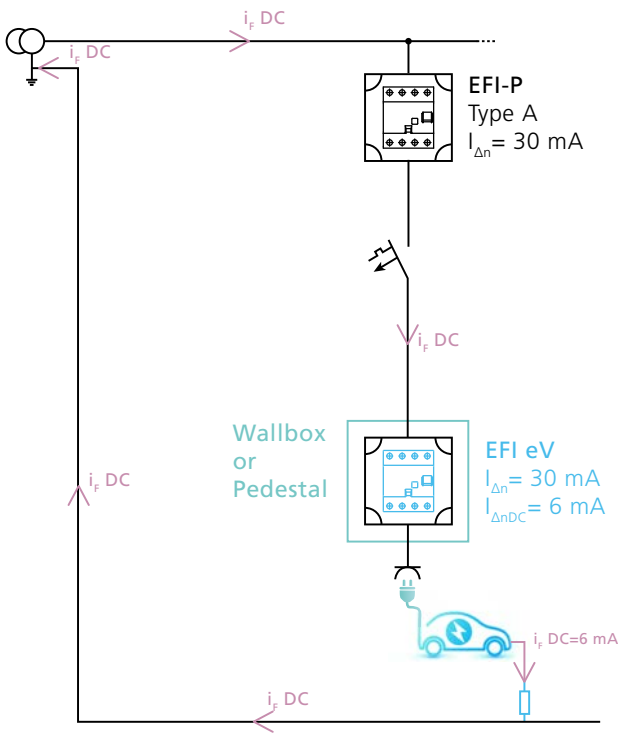 i_F DC
i_F DC
EFI-P
Type A
I_Δn= 30 mA
i_F DC
Wallbox
or
Pedestal
EFI eV
I_Δn= 30 mA
I_ΔnDC= 6 mA
i_F DC
i_F DC=6 mA
i_F DC